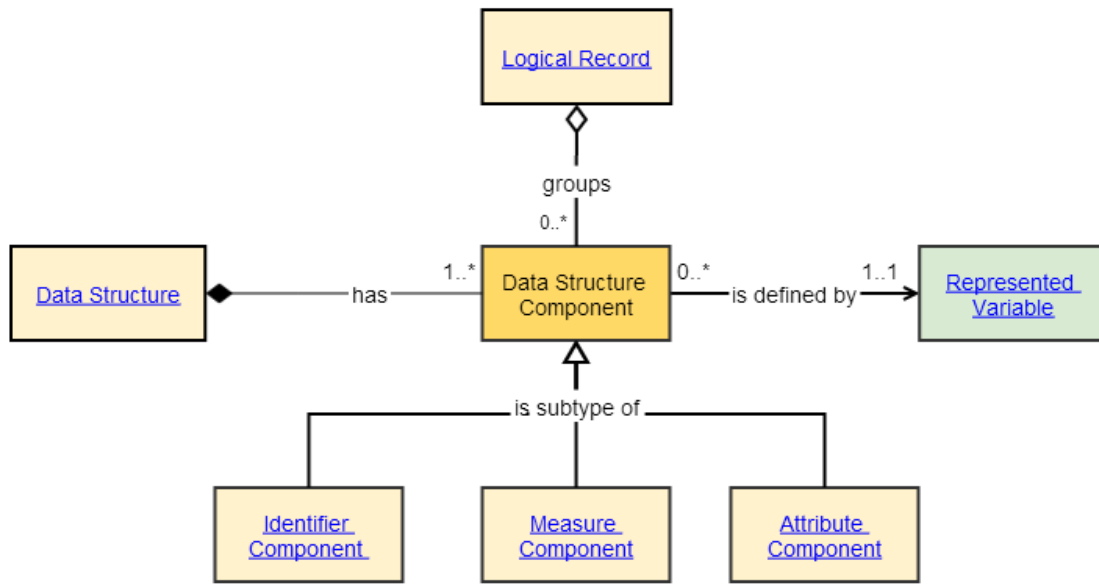 Logical Record
groups
0..*
Data Structure
has
1..*
Data Structure
Component
0..*
is defined by
1..1
Represented
Variable
is subtype of
Identifier
Component
Measure
Component
Attribute
Component